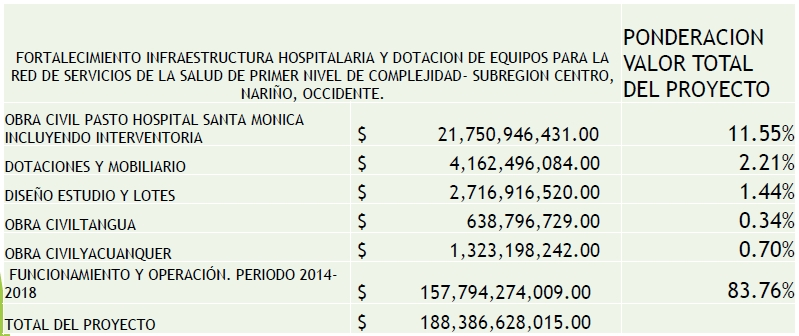 FORTALECIMIENTO INFRAESTRUCTURA HOSPITALARIA Y DOTACION DE EQUIPOS PARA LA
RED DE SERVICIOS DE LA SALUD DE PRIMER NIVEL DE COMPLEJIDAD- SUBREGION CENTRO,
NARIÑO, OCCIDENTE.
PONDERACION
VALOR TOTAL
DEL PROYECTO
OBRA CIVIL PASTO HOSPITAL SANTA MONICA
INCLUYENDO INTERVENTORIA $ 21,750,946,431.00 11.55%
DOTACIONES Y MOBILIARIO $ 4,162,496,084.00 2.21%
DISEÑO ESTUDIO Y LOTES $ 2,716,916,520.00 1.44%
OBRA CIVILTANGUA $ 638,796,729.00 0.34%
OBRA CIVILYACUANQUER $ 1,323,198,242.00 0.70%
FUNCIONAMIENTO Y OPERACIÓN. PERIODO 2014-
2018 $ 157,794,274,009.00 83.76%
TOTAL DEL PROYECTO $ 188,386,628,015.00